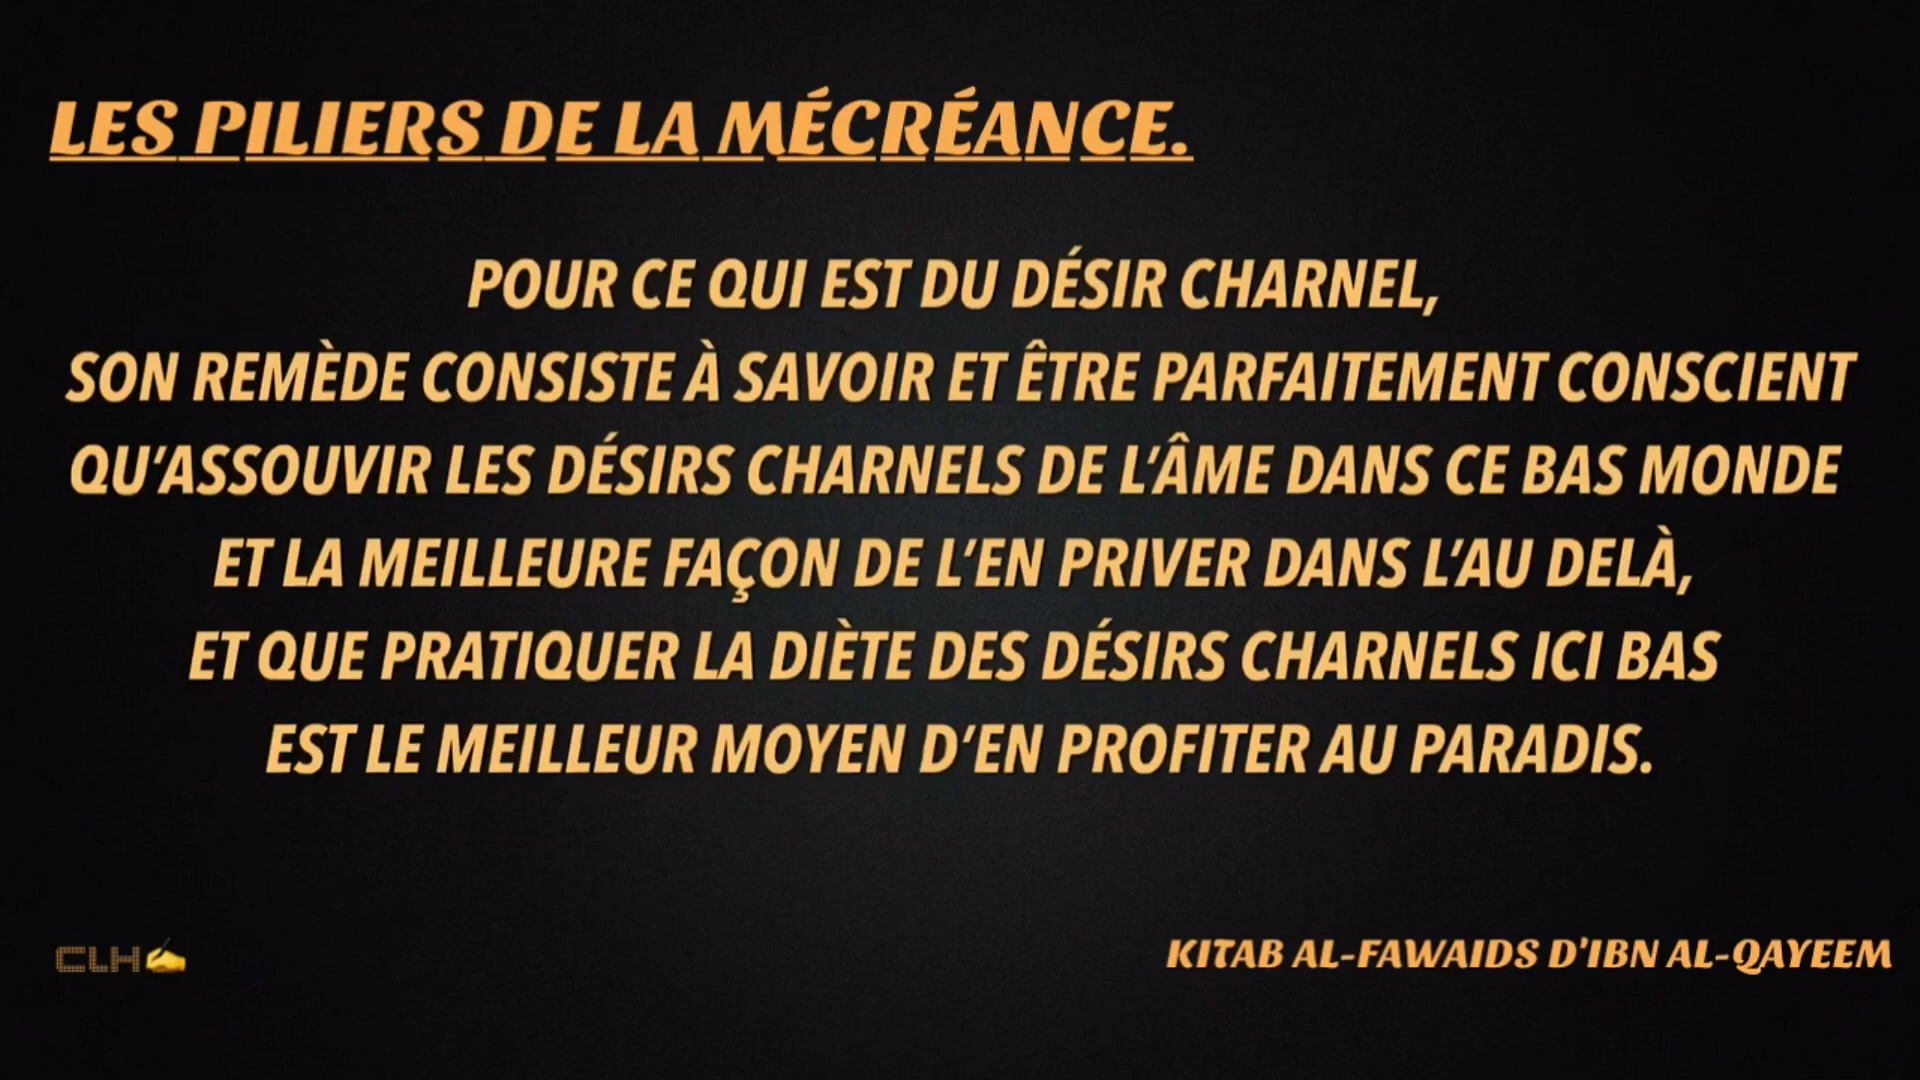 LES PILIERS DE LA MÉCRÉANCE.
POUR CE QUI EST DU DÉSIR CHARNEL,
SON REMÈDE CONSISTE À SAVOIR ET ÊTRE PARFAITEMENT CONSCIENT
QU'ASSOUVIR LES DÉSIRS CHARNELS DE L'ÂME DANS CE BAS MONDE
ET LA MEILLEURE FAÇON DE L'EN PRIVER DANS L'AU DELÀ,
ET QUE PRATIQUER LA DIÈTE DES DÉSIRS CHARNELS ICI BAS
EST LE MEILLEUR MOYEN D'EN PROFITER AU PARADIS.
CLH✍
KITAB AL-FAWAIDS D'IBN AL-QAYEEM